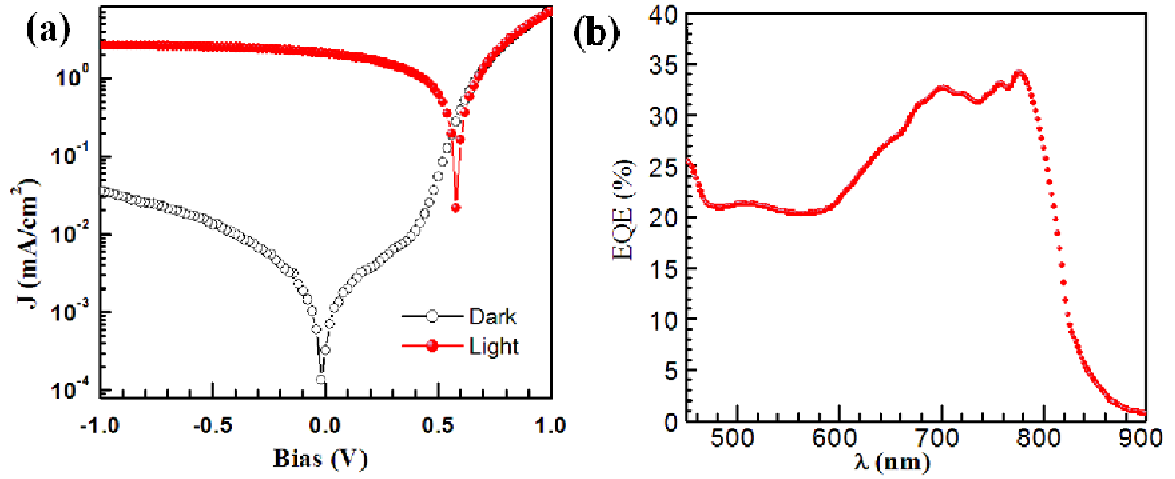 (a)
10⁰
10⁻¹
10⁻²
10⁻³
10⁻⁴
J (mA/cm²)
-1.0 -0.5 0.0 0.5 1.0
Bias (V)
Dark
Light
(b)
40
35
30
25
20
15
10
5
0
EQE (%)
500 600 700 800 900
λ (nm)